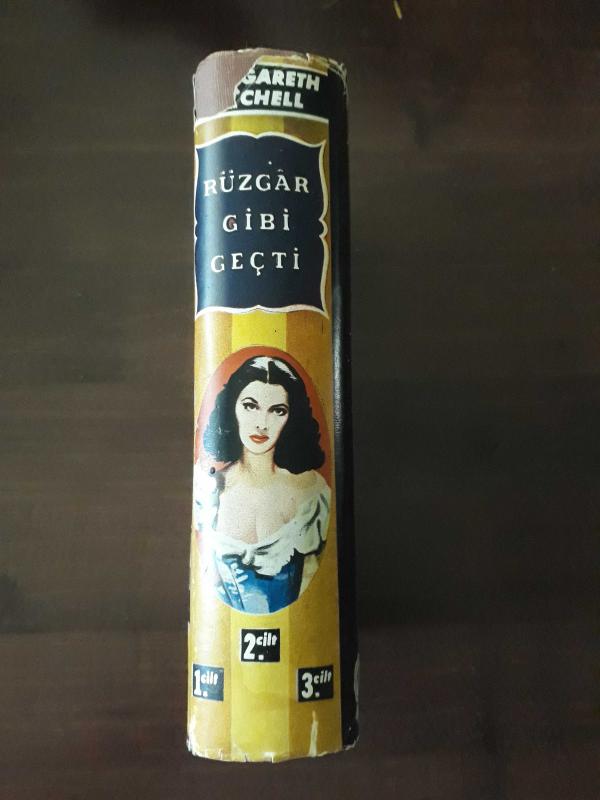 GARETH
CHELL
RÜZGÂR
GİBİ
GEÇTİ
2. cilt
1. cilt
3. cilt